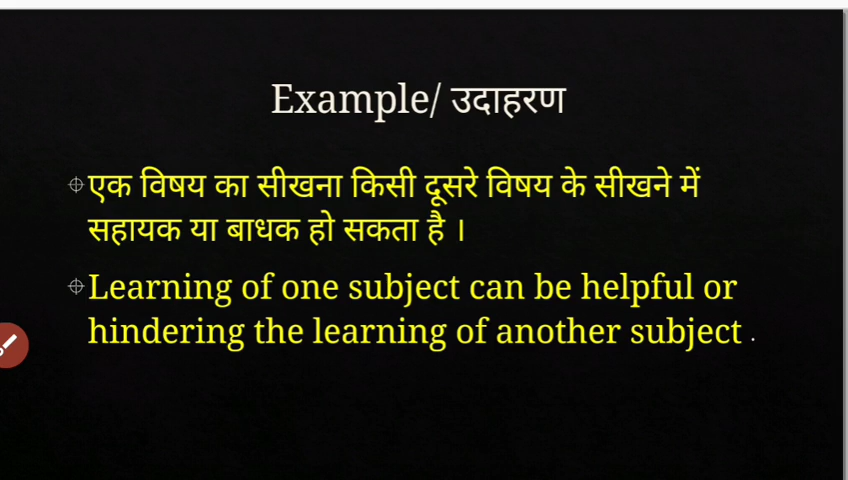 Example/ उदाहरण
एक विषय का सीखना किसी दूसरे विषय के सीखने में
सहायक या बाधक हो सकता है ।
Learning of one subject can be helpful or
hindering the learning of another subject .